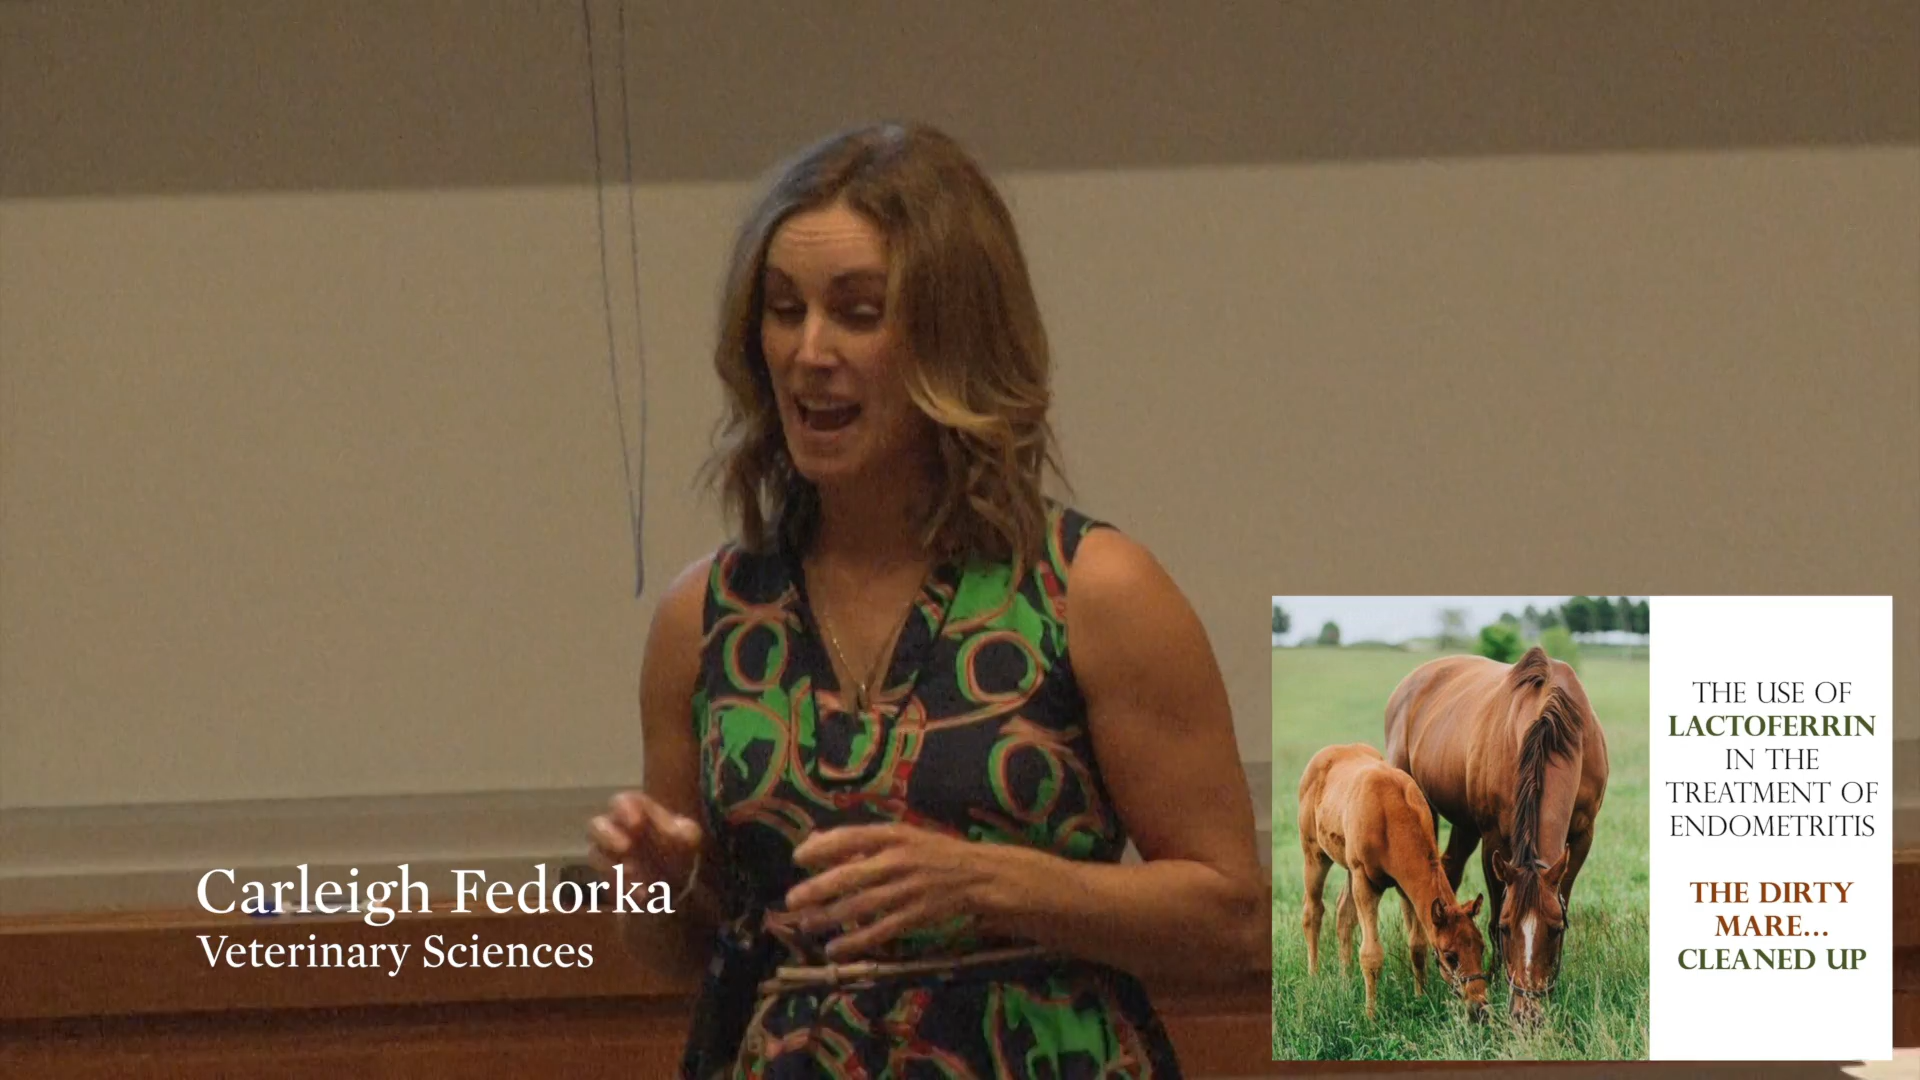 Carleigh Fedorka
Veterinary Sciences
THE USE OF
LACTOFERRIN
IN THE
TREATMENT OF
ENDOMETRITIS
THE DIRTY
MARE...
CLEANED UP